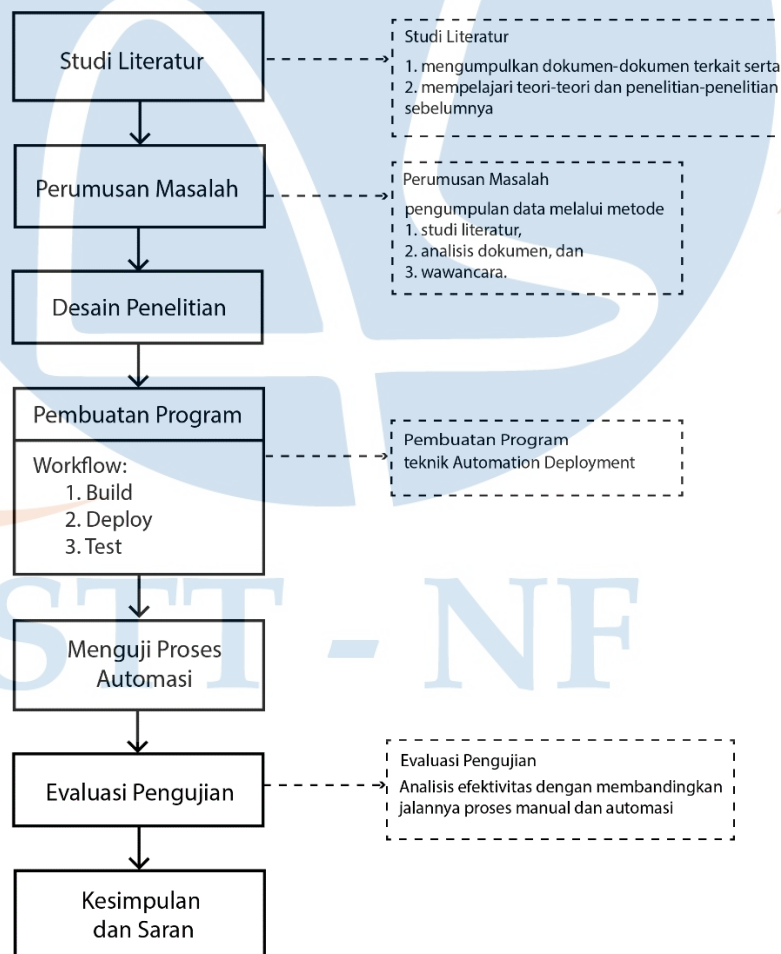 Studi Literatur
Studi Literatur
1. mengumpulkan dokumen-dokumen terkait serta
2. mempelajari teori-teori dan penelitian-penelitian
sebelumnya
Perumusan Masalah
Perumusan Masalah
pengumpulan data melalui metode
1. studi literatur,
2. analisis dokumen, dan
3. wawancara.
Desain Penelitian
Pembuatan Program
Workflow:
1. Build
2. Deploy
3. Test
Pembuatan Program
teknik Automation Deployment
STT - NF
Menguji Proses
Automasi
Evaluasi Pengujian
Evaluasi Pengujian
Analisis efektivitas dengan membandingkan
jalannya proses manual dan automasi
Kesimpulan
dan Saran